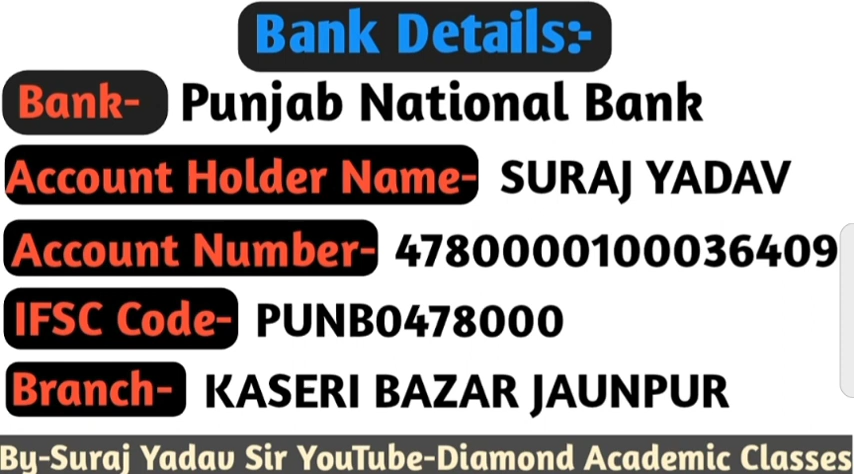 Bank Details:-
Bank- Punjab National Bank
Account Holder Name- SURAJ YADAV
Account Number- 4780000100036409
IFSC Code- PUNB0478000
Branch- KASERI BAZAR JAUNPUR
By-Suraj Yadav Sir YouTube-Diamond Academic Classes